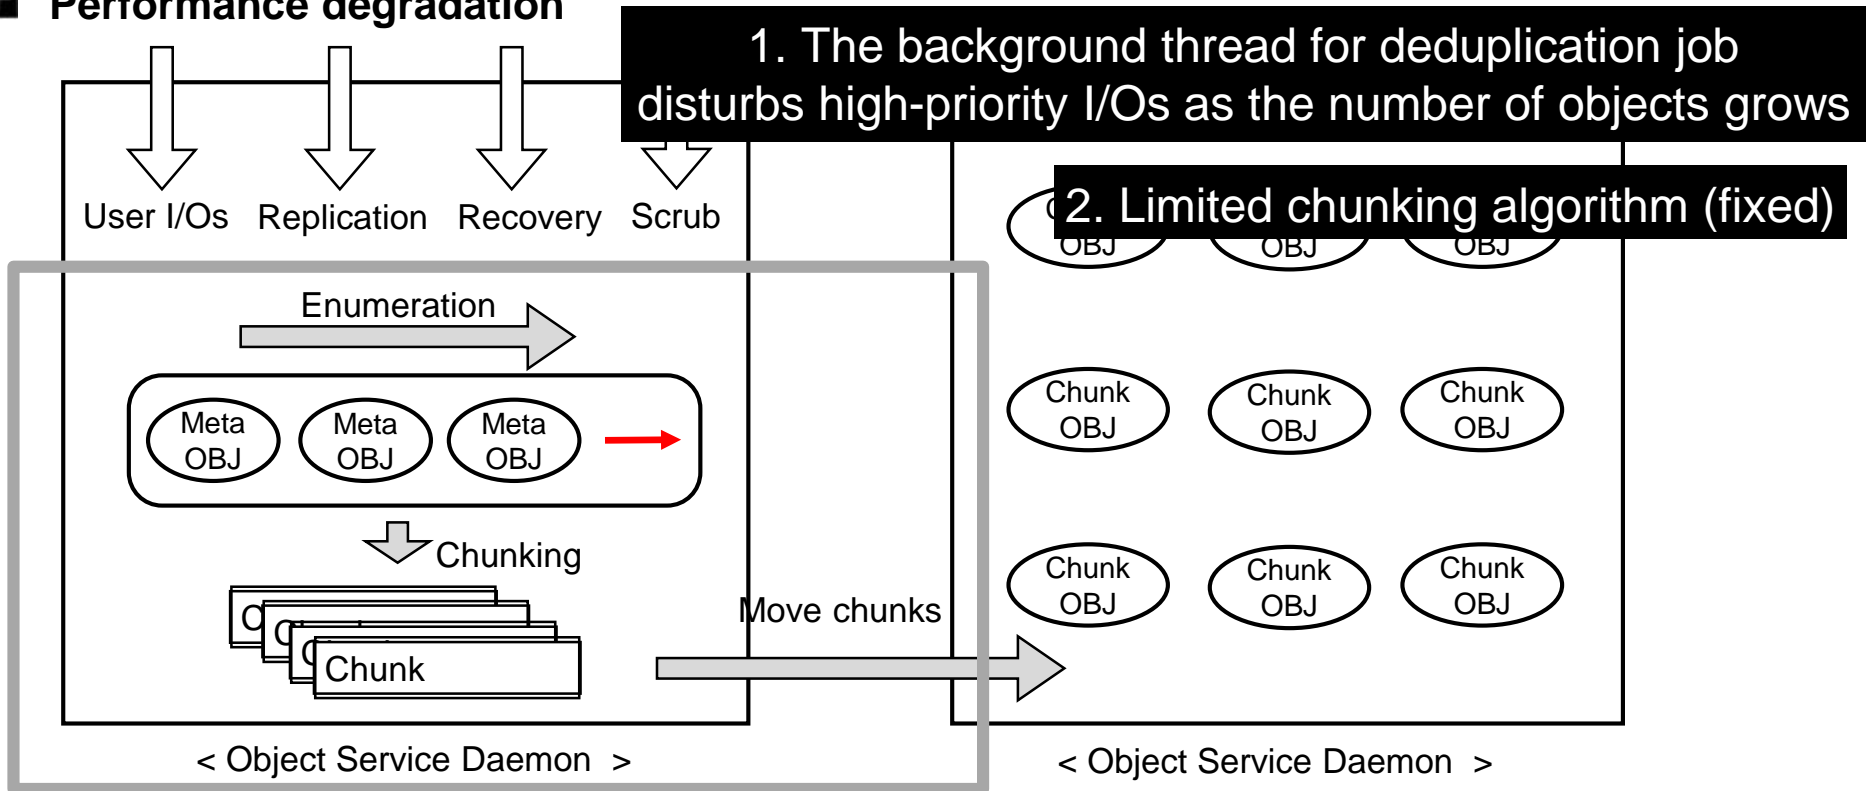 Performance degradation
1. The background thread for deduplication job
disturbs high-priority I/Os as the number of objects grows
2. Limited chunking algorithm (fixed)
User I/Os
Replication
Recovery
Scrub
OBJ
OBJ
OBJ
Enumeration
Meta
OBJ
Meta
OBJ
Meta
OBJ
Chunk
OBJ
Chunk
OBJ
Chunk
OBJ
Chunking
Chunk
Move chunks
Chunk
OBJ
Chunk
OBJ
Chunk
OBJ
< Object Service Daemon >
< Object Service Daemon >